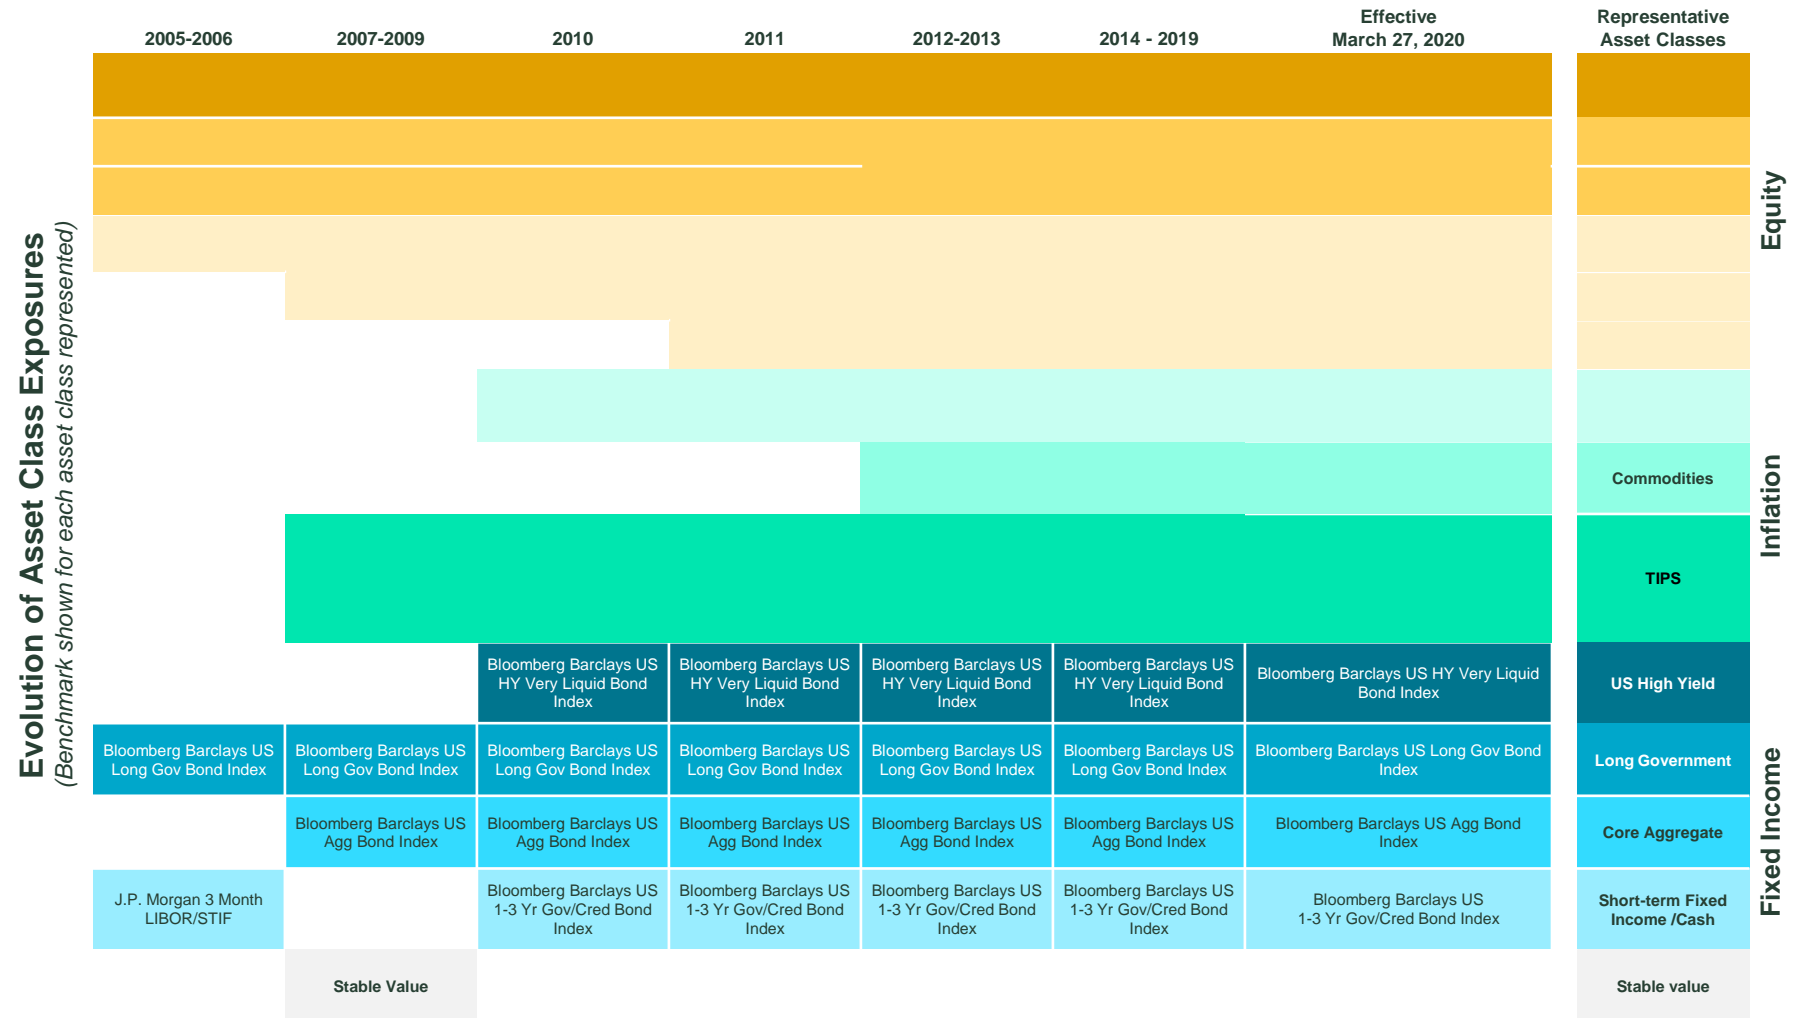 Effective
Representative
2005-2006
2007-2009
2010
2011
2012-2013
2014 - 2019
March 27, 2020
Asset Classes
Evolution of Asset Class Exposures
(Benchmark shown for each asset class represented)
Equity
Commodities
Inflation
TIPS
Bloomberg Barclays US
HY Very Liquid Bond
Index
Bloomberg Barclays US
HY Very Liquid Bond
Index
Bloomberg Barclays US
HY Very Liquid Bond
Index
Bloomberg Barclays US
HY Very Liquid Bond
Index
Bloomberg Barclays US HY Very Liquid
Bond Index
US High Yield
Bloomberg Barclays US
Long Gov Bond Index
Bloomberg Barclays US
Long Gov Bond Index
Bloomberg Barclays US
Long Gov Bond Index
Bloomberg Barclays US
Long Gov Bond Index
Bloomberg Barclays US
Long Gov Bond Index
Bloomberg Barclays US
Long Gov Bond Index
Bloomberg Barclays US Long Gov Bond
Index
Long Government
Fixed Income
Bloomberg Barclays US
Agg Bond Index
Bloomberg Barclays US
Agg Bond Index
Bloomberg Barclays US
Agg Bond Index
Bloomberg Barclays US
Agg Bond Index
Bloomberg Barclays US
Agg Bond Index
Bloomberg Barclays US Agg Bond
Index
Core Aggregate
J.P. Morgan 3 Month
LIBOR/STIF
Bloomberg Barclays US
1-3 Yr Gov/Cred Bond
Index
Bloomberg Barclays US
1-3 Yr Gov/Cred Bond
Index
Bloomberg Barclays US
1-3 Yr Gov/Cred Bond
Index
Bloomberg Barclays US
1-3 Yr Gov/Cred Bond
Index
Bloomberg Barclays US
1-3 Yr Gov/Cred Bond Index
Short-term Fixed
Income /Cash
Stable Value
Stable value